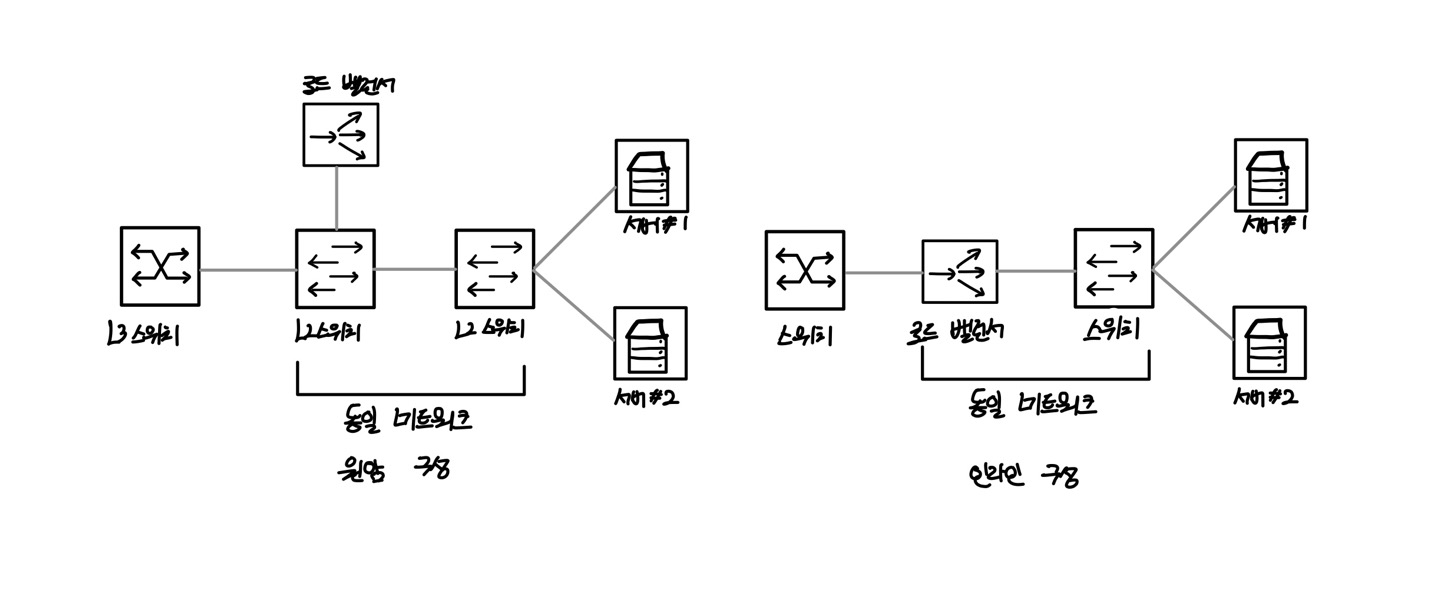 로드 밸런서
L3 스위치
L2 스위치
L2 스위치
서버 #1
서버 #2
동일 네트워크
원암 구성
스위치
로드 밸런서
스위치
서버 #1
서버 #2
동일 네트워크
인라인 구성